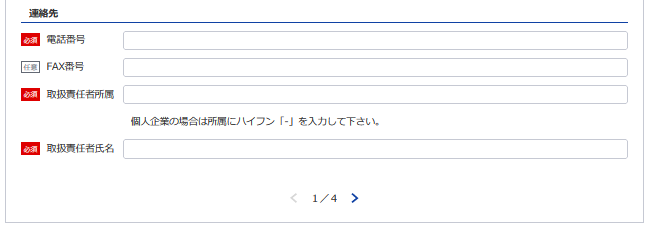 連絡先
必須 電話番号
任意 FAX番号
必須 取扱責任者所属
個人企業の場合は所属にハイフン「-」を入力して下さい。
必須 取扱責任者氏名
1／4